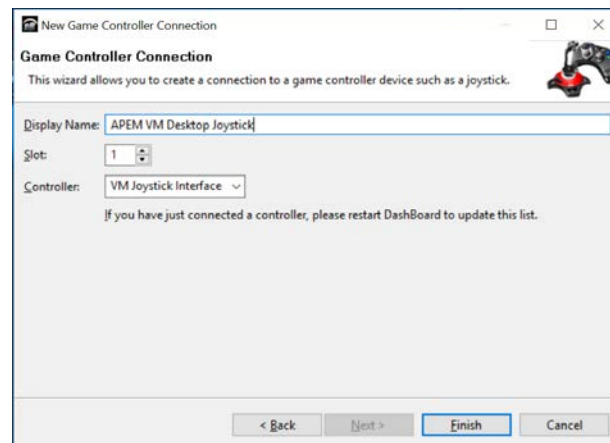 New Game Controller Connection
Game Controller Connection
This wizard allows you to create a connection to a game controller device such as a joystick.
Display Name: APEM VM Desktop Joystick
Slot: 1
Controller: VM Joystick Interface
If you have just connected a controller, please restart DashBoard to update this list.
< Back Next > Finish Cancel